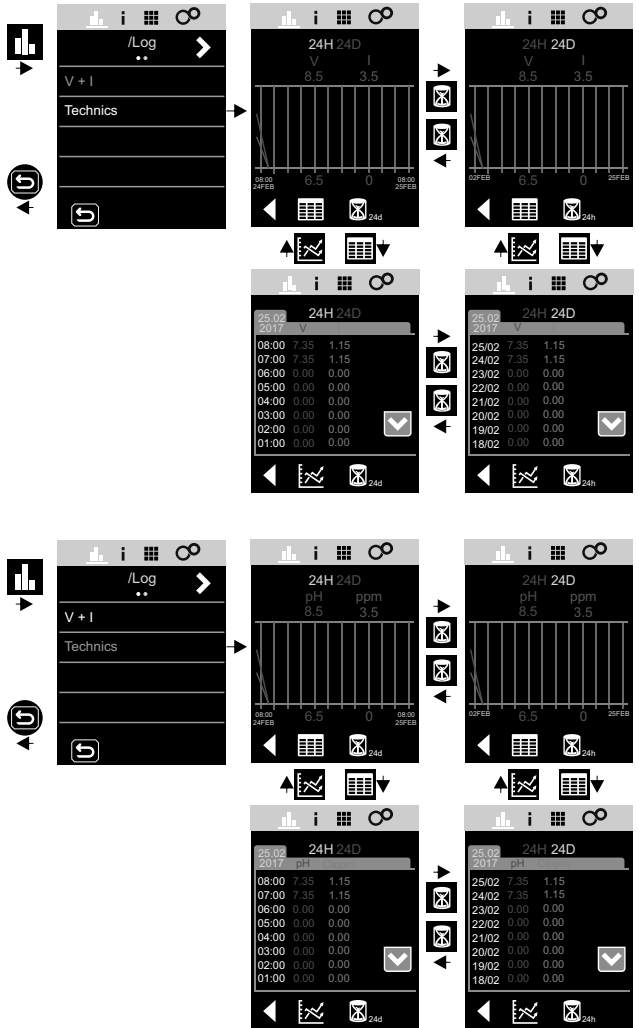 /Log
V + I
Technics
24H 24D
V I
8.5 3.5
6.5 0
08:00
24FEB
08:00
25FEB
24d
24H 24D
V I
8.5 3.5
6.5 0
02FEB
25FEB
24h
25.02
2017
24H 24D
V
08:00 7.35 1.15
07:00 7.35 1.15
06:00 0.00 0.00
05:00 0.00 0.00
04:00 0.00 0.00
03:00 0.00 0.00
02:00 0.00 0.00
01:00 0.00 0.00
24d
25.02
2017
24H 24D
V
25/02 7.35 1.15
24/02 7.35 1.15
23/02 0.00 0.00
22/02 0.00 0.00
21/02 0.00 0.00
20/02 0.00 0.00
19/02 0.00 0.00
18/02 0.00 0.00
24h
/Log
V + I
Technics
24H 24D
pH ppm
8.5 3.5
6.5 0
08:00
24FEB
08:00
25FEB
24d
24H 24D
pH ppm
8.5 3.5
6.5 0
02FEB
25FEB
24h
25.02
2017
24H 24D
pH
08:00 7.35 1.15
07:00 7.35 1.15
06:00 0.00 0.00
05:00 0.00 0.00
04:00 0.00 0.00
03:00 0.00 0.00
02:00 0.00 0.00
01:00 0.00 0.00
24d
25.02
2017
24H 24D
pH
25/02 7.35 1.15
24/02 7.35 1.15
23/02 0.00 0.00
22/02 0.00 0.00
21/02 0.00 0.00
20/02 0.00 0.00
19/02 0.00 0.00
18/02 0.00 0.00
24h